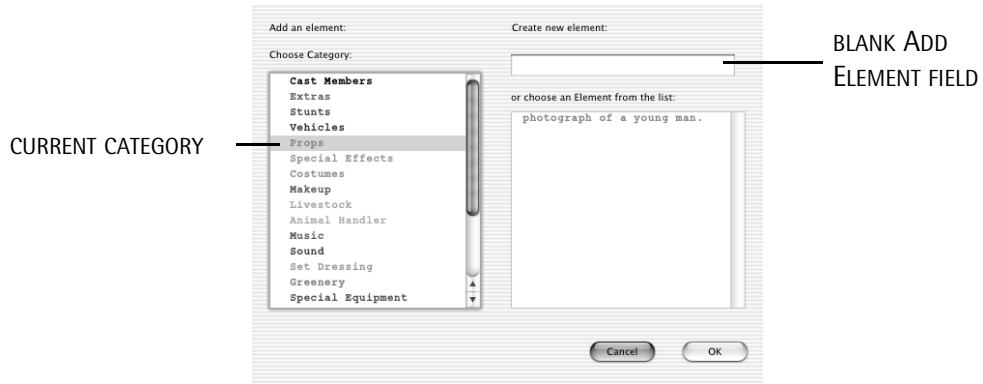 Add an element:
Create new element:
BLANK ADD
ELEMENT FIELD
Choose Category:
Cast Members
Extras
Stunts
Vehicles
Props
Special Effects
Costumes
Makeup
Livestock
Animal Handler
Music
Sound
Set Dressing
Greenery
Special Equipment
or choose an Element from the list:
photograph of a young man.
CURRENT CATEGORY
Cancel
OK